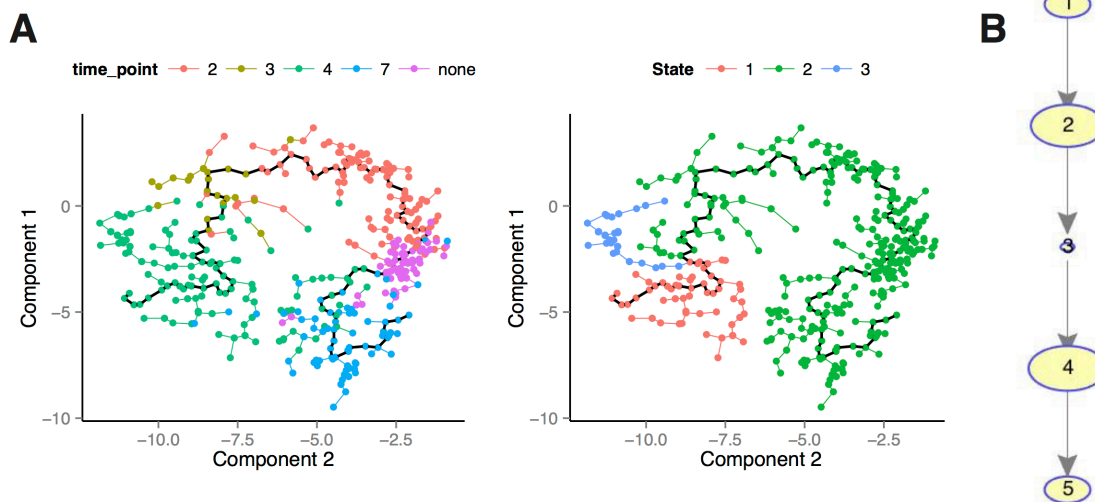 A
B
time_point 2 3 4 7 none
State 1 2 3
Component 1
0
−5
−10
−10.0 −7.5 −5.0 −2.5
Component 2
Component 1
0
−5
−10
−10.0 −7.5 −5.0 −2.5
Component 2
1
2
3
4
5